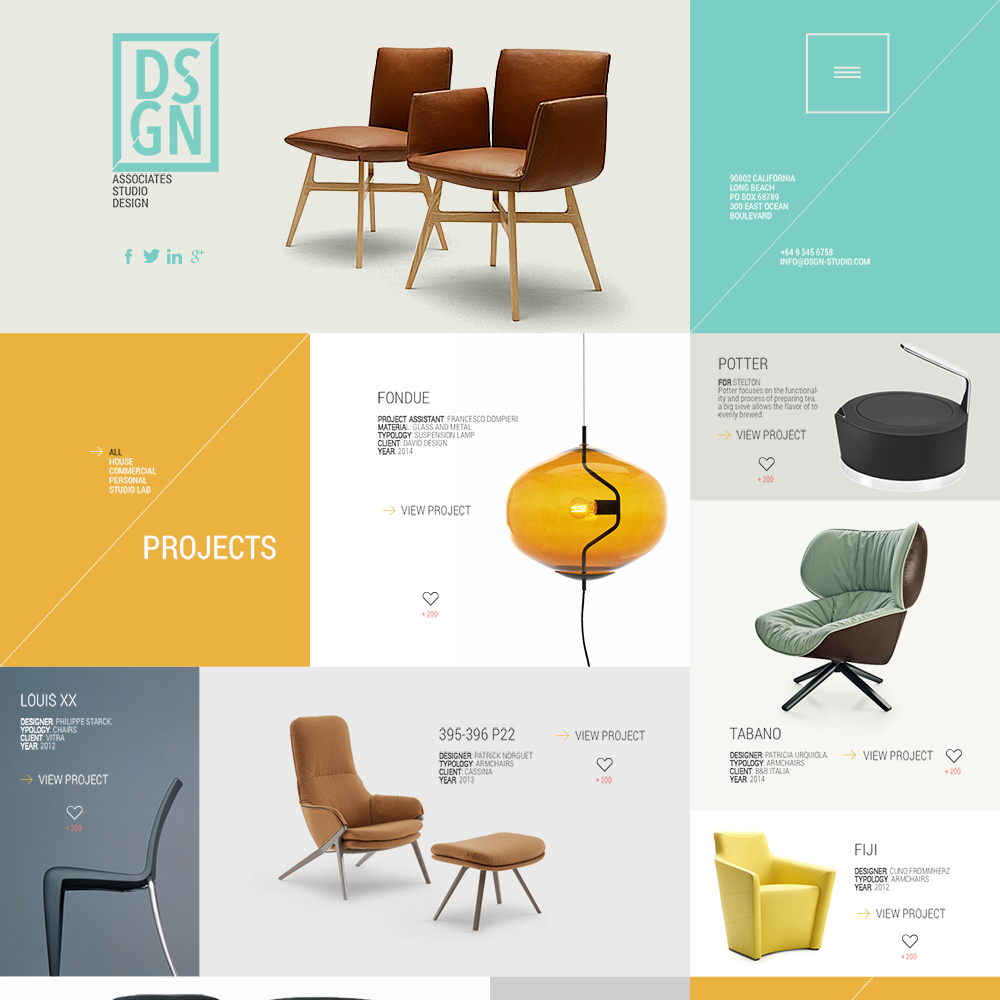 DS
GN
ASSOCIATES
STUDIO
DESIGN
90802 CALIFORNIA.
LONG BEACH
PO BOX 68789
300 EAST OCEAN
BOULEVARD
+64 9 345 6758
INFO@DSGN-STUDIO.COM
ALL
HOUSE
COMMERCIAL
PERSONAL
STUDIO LAB
PROJECTS
FONDUE
PROJECT ASSISTANT: FRANCESCO DOMPIERI
MATERIAL: GLASS AND METAL
TYPOLOGY: SUSPENSION LAMP
CLIENT: DAVID DESIGN
YEAR: 2014
VIEW PROJECT
+ 200
POTTER
FOR STELTON
Potter focuses on the functional-
ity and process of preparing tea.
a big sieve allows the flavor of to
evenly brewed.
VIEW PROJECT
+ 200
TABANO
DESIGNER: PATRICIA URQUIOLA
TYPOLOGY: ARMCHAIRS
CLIENT: B&B ITALIA
YEAR: 2014
VIEW PROJECT
+ 200
LOUIS XX
DESIGNER: PHILIPPE STARCK
YPOLOGY: CHAIRS
CLIENT: VITRA
YEAR: 2012
VIEW PROJECT
+ 200
395-396 P22
DESIGNER: PATRICK NORGUET
TYPOLOGY: ARMCHAIRS
CLIENT: CASSINA
YEAR: 2013
VIEW PROJECT
+ 200
FIJI
DESIGNER: CUNO FROMMHERZ
TYPOLOGY: ARMCHAIRS
YEAR: 2012
VIEW PROJECT
+ 200